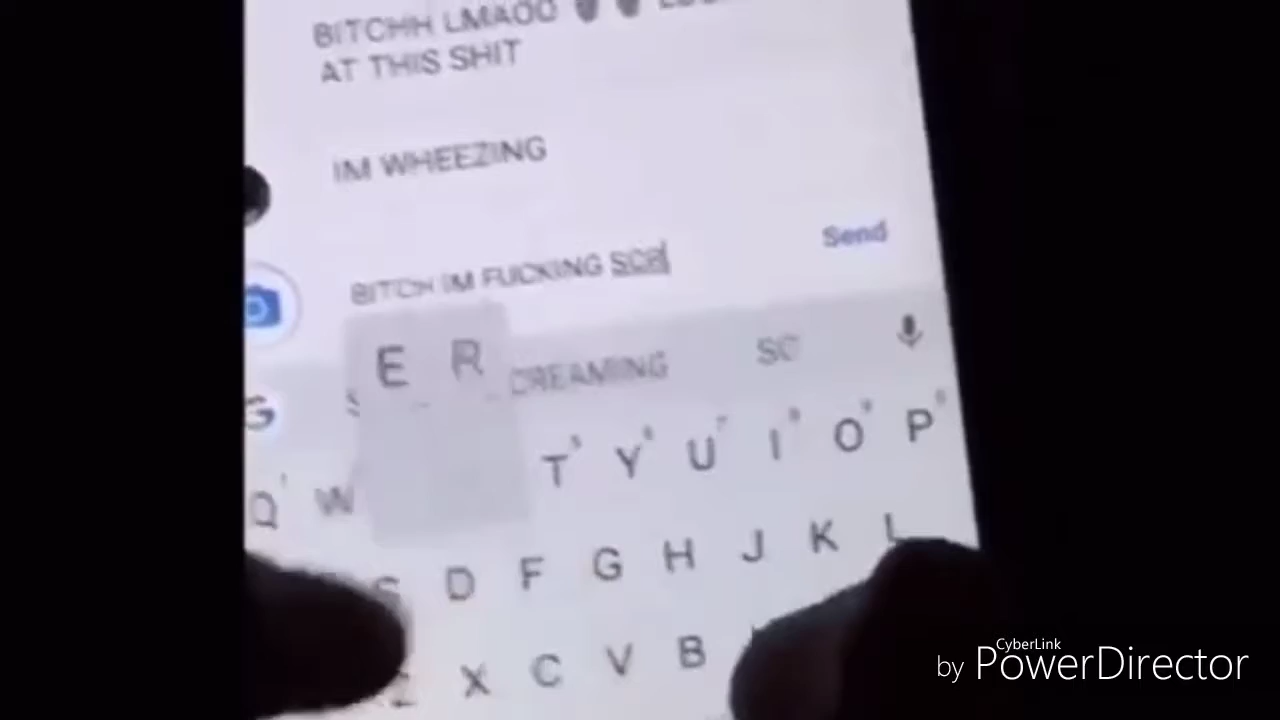 BITCHH LMAOO
AT THIS SHIT
IM WHEEZING
BITCH IM FUCKING SCR
Send
E R
CREAMING
SC
G
Q W T Y U I O P
S D F G H J K L
X C V B
CyberLink
by PowerDirector